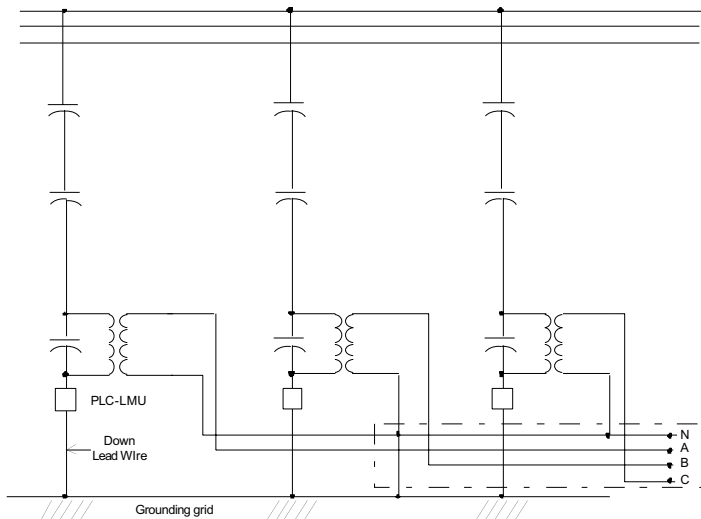 PLC-LMU
Down
Lead WIre
N
A
B
C
Grounding grid